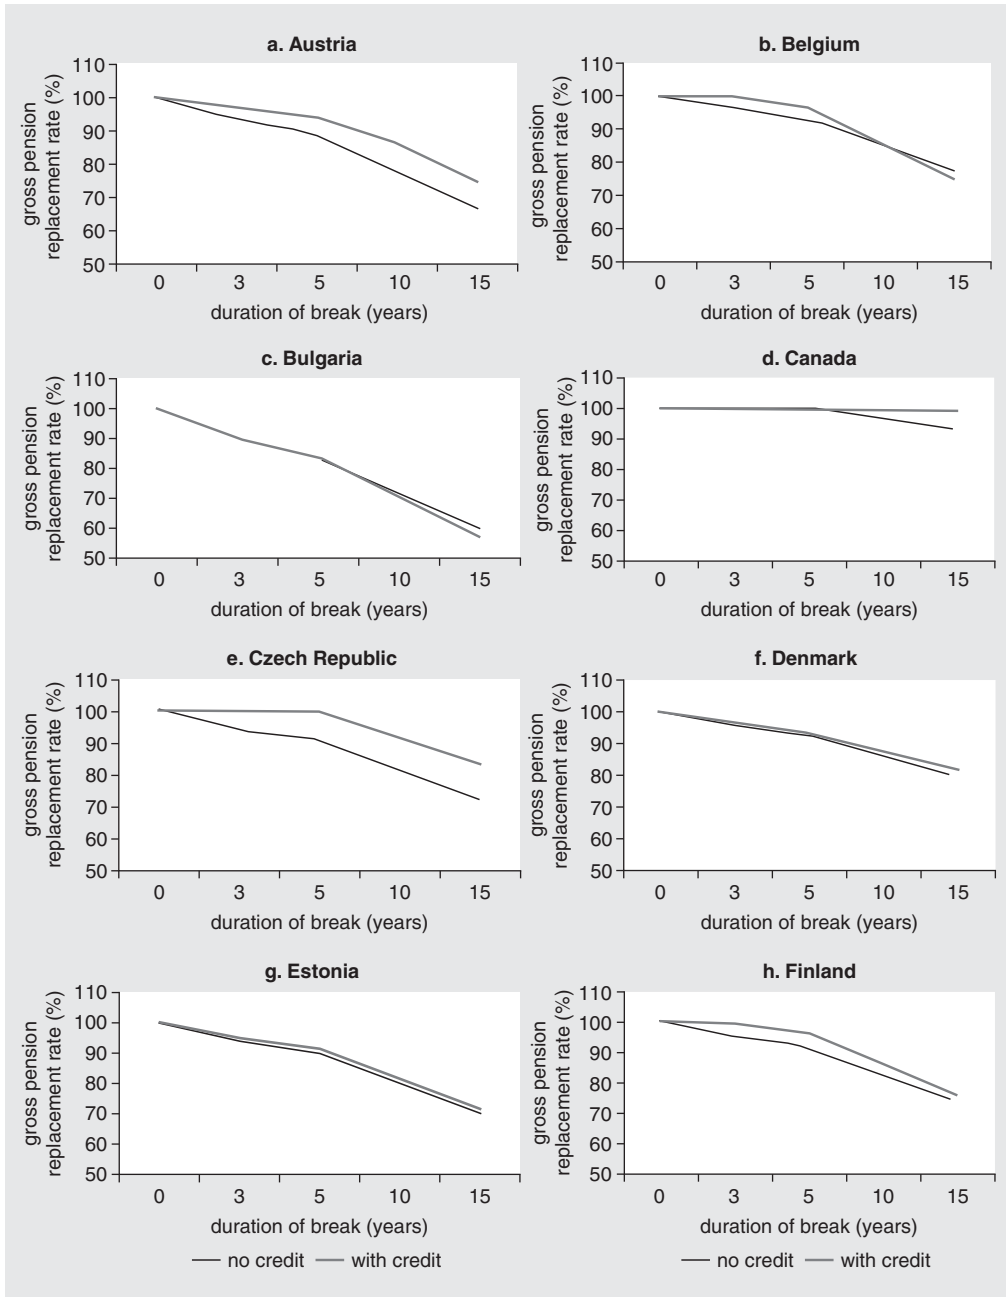 a. Austria
gross pension
replacement rate (%)
110
100
90
80
70
60
50
0 3 5 10 15
duration of break (years)
b. Belgium
gross pension
replacement rate (%)
110
100
90
80
70
60
50
0 3 5 10 15
duration of break (years)
c. Bulgaria
gross pension
replacement rate (%)
110
100
90
80
70
60
50
0 3 5 10 15
duration of break (years)
d. Canada
gross pension
replacement rate (%)
110
100
90
80
70
60
50
0 3 5 10 15
duration of break (years)
e. Czech Republic
gross pension
replacement rate (%)
110
100
90
80
70
60
50
0 3 5 10 15
duration of break (years)
f. Denmark
gross pension
replacement rate (%)
110
100
90
80
70
60
50
0 3 5 10 15
duration of break (years)
g. Estonia
gross pension
replacement rate (%)
110
100
90
80
70
60
50
0 3 5 10 15
duration of break (years)
no credit with credit
h. Finland
gross pension
replacement rate (%)
110
100
90
80
70
60
50
0 3 5 10 15
duration of break (years)
no credit with credit